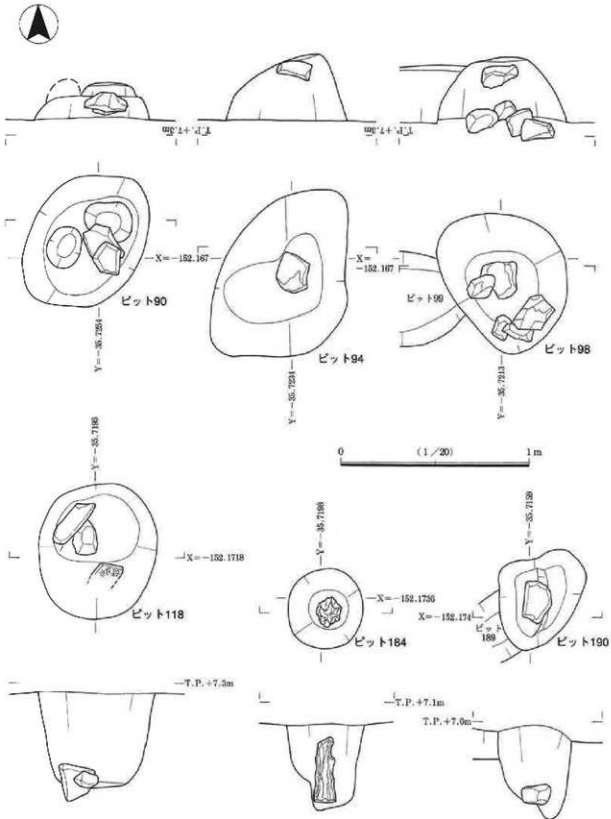 T.P.+7.3m
T.P.+7.3m
X=-152.167
ピット90
Y=-35.7254
X=
-152.167
ピット94
Y=-35.7234
ピット99
ピット98
Y=-35.7213
0 (1/20) 1m
Y=-35.7195
X=-152.1718
ピット118
Y=-35.7198
X=-152.1736
ピット184
Y=-35.7159
X=-152.174
ピット
189
ピット190
T.P.+7.3m
T.P.+7.1m
T.P.+7.0m